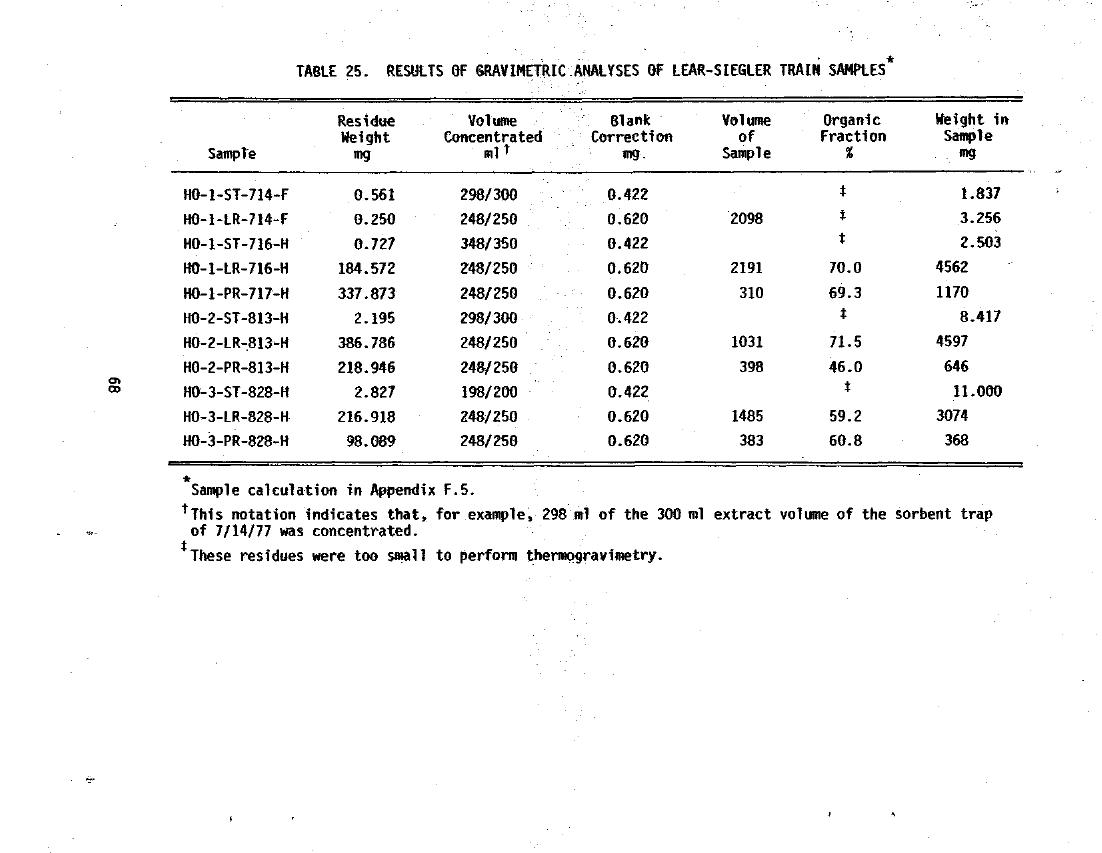 TABLE 25. RESULTS OF GRAVIMETRIC ANALYSES OF LEAR-SIEGLER TRAIN SAMPLES*
Residue Volume Blank Volume Organic Weight in
Weight Concentrated Correction of Fraction Sample
Sample mg ml† mg. Sample % mg
HO-1-ST-714-F 0.561 298/300 0.422 ‡ 1.837
HO-1-LR-714-F 0.250 248/250 0.620 2098 ‡ 3.256
HO-1-ST-716-H 0.727 348/350 0.422 ‡ 2.503
HO-1-LR-716-H 184.572 248/250 0.620 2191 70.0 4562
HO-1-PR-717-H 337.873 248/250 0.620 310 69.3 1170
HO-2-ST-813-H 2.195 298/300 0.422 ‡ 8.417
HO-2-LR-813-H 386.786 248/250 0.620 1031 71.5 4597
HO-2-PR-813-H 218.946 248/250 0.620 398 46.0 646
HO-3-ST-828-H 2.827 198/200 0.422 ‡ 11.000
HO-3-LR-828-H 216.918 248/250 0.620 1485 59.2 3074
HO-3-PR-828-H 98.089 248/250 0.620 383 60.8 368
*Sample calculation in Appendix F.5.
†This notation indicates that, for example, 298 ml of the 300 ml extract volume of the sorbent trap
of 7/14/77 was concentrated.
‡These residues were too small to perform thermogravimetry.
68